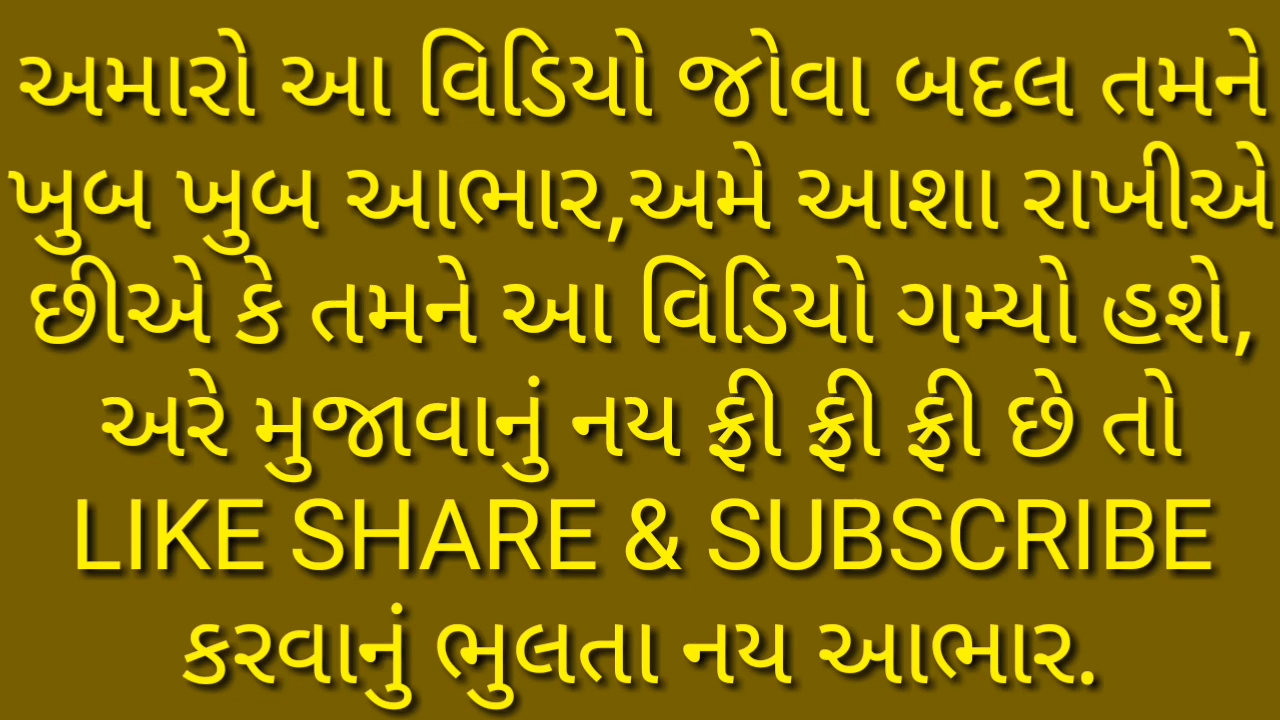 અમારો આ વિડિયો જોવા બદલ તમને
ખુબ ખુબ આભાર,અમે આશા રાખીએ
છીએ કે તમને આ વિડિયો ગમ્યો હશે,
અરે મુજાવાનું નય ફ્રી ફ્રી ફ્રી છે તો
LIKE SHARE & SUBSCRIBE
કરવાનું ભુલતા નય આભાર.